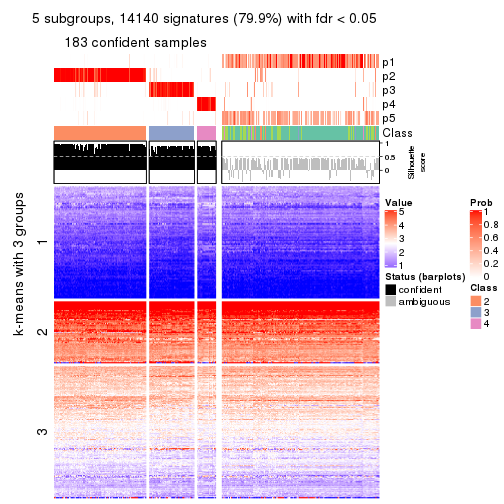 5 subgroups, 14140 signatures (79.9%) with fdr < 0.05
183 confident samples
p1
p2
p3
p4
p5
Class
1
0.5
0
Silhouette
score
k-means with 3 groups
1
2
3
Value
5
4
3
2
1
Status (barplots)
confident
ambiguous
Prob
1
0.8
0.6
0.4
0.2
0
Class
2
3
4